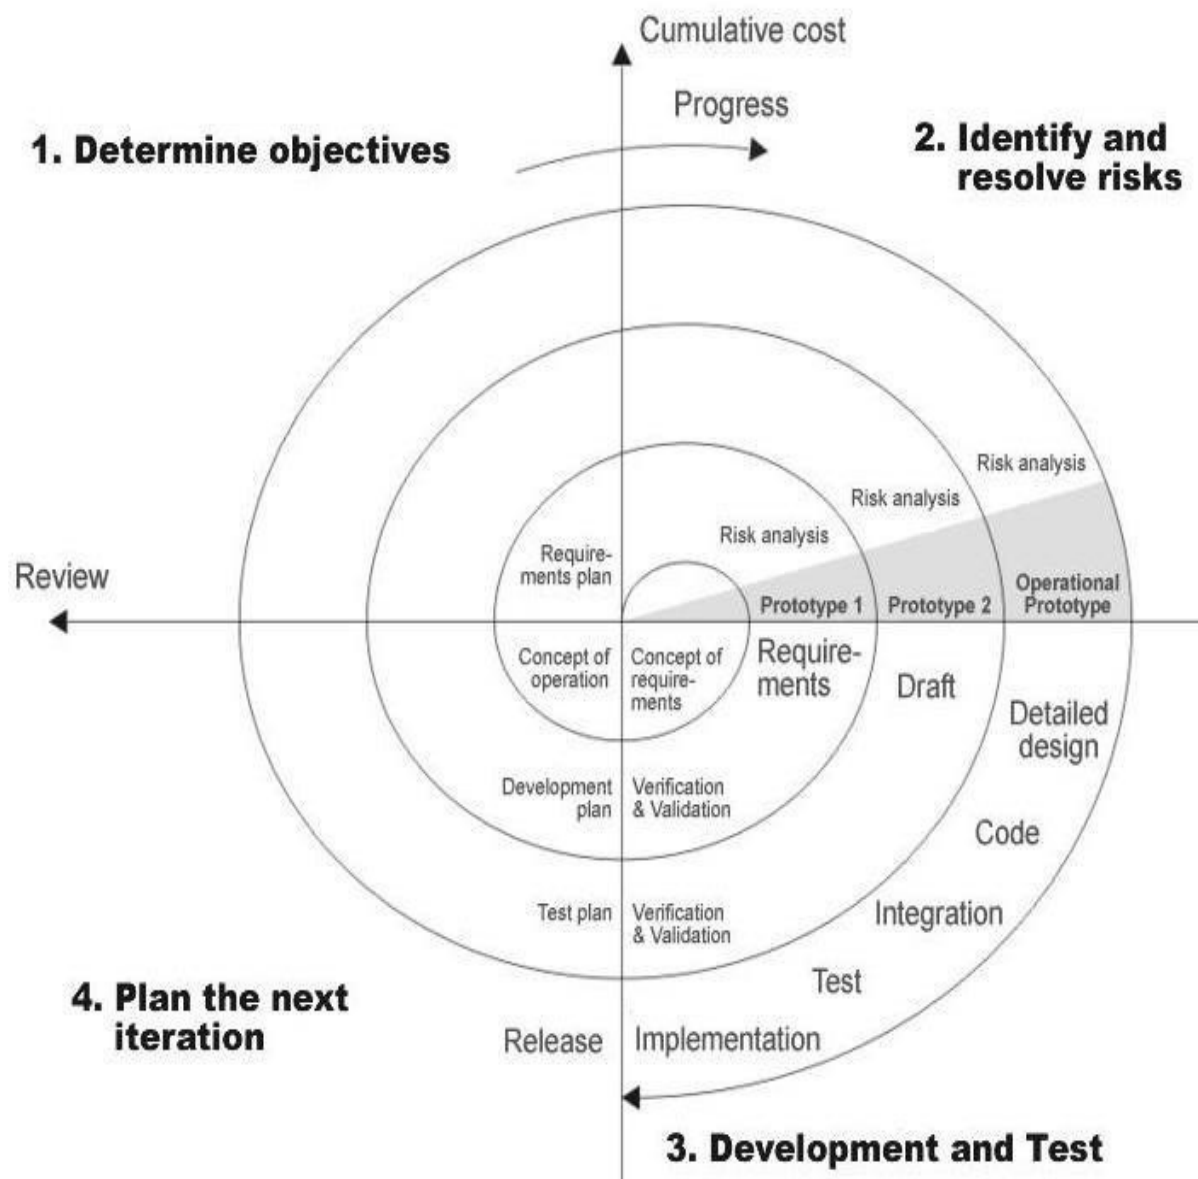 Cumulative cost
Progress
1. Determine objectives
2. Identify and
resolve risks
Risk analysis
Risk analysis
Risk analysis
Require-
ments plan
Review
Operational
Prototype
Prototype 1
Prototype 2
Concept of
operation
Concept of
require-
ments
Require-
ments
Draft
Detailed
design
Development
plan
Verification
& Validation
Code
Test plan
Verification
& Validation
Integration
Test
4. Plan the next
iteration
Release
Implementation
3. Development and Test